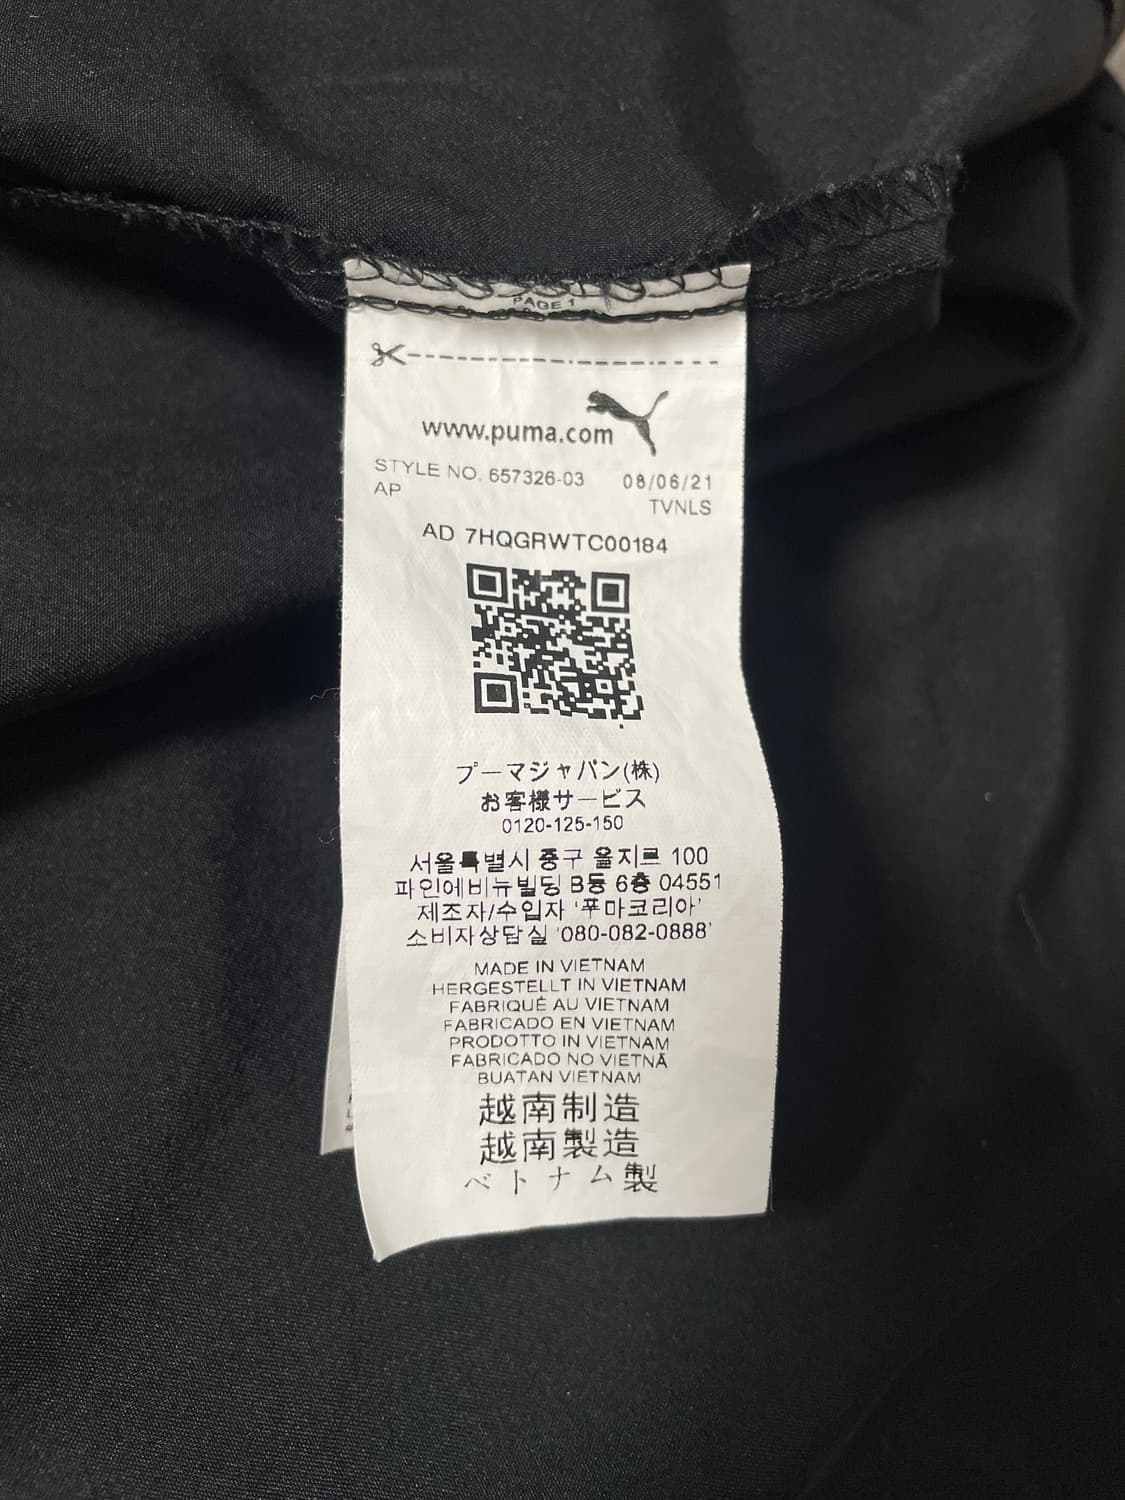 PAGE 1
www.puma.com
STYLE NO. 657326-03 08/06/21
AP TVNLS
AD 7HQGRWTC00184
プーマジャパン(株)
お客様サービス
0120-125-150
서울특별시 중구 을지로 100
파인에비뉴빌딩 B동 6층 04551
제조자/수입자 '푸마코리아'
소비자상담실 '080-082-0888'
MADE IN VIETNAM
HERGESTELLT IN VIETNAM
FABRIQUÉ AU VIETNAM
FABRICADO EN VIETNAM
PRODOTTO IN VIETNAM
FABRICADO NO VIETNÃ
BUATAN VIETNAM
越南制造
越南製造
ベトナム製